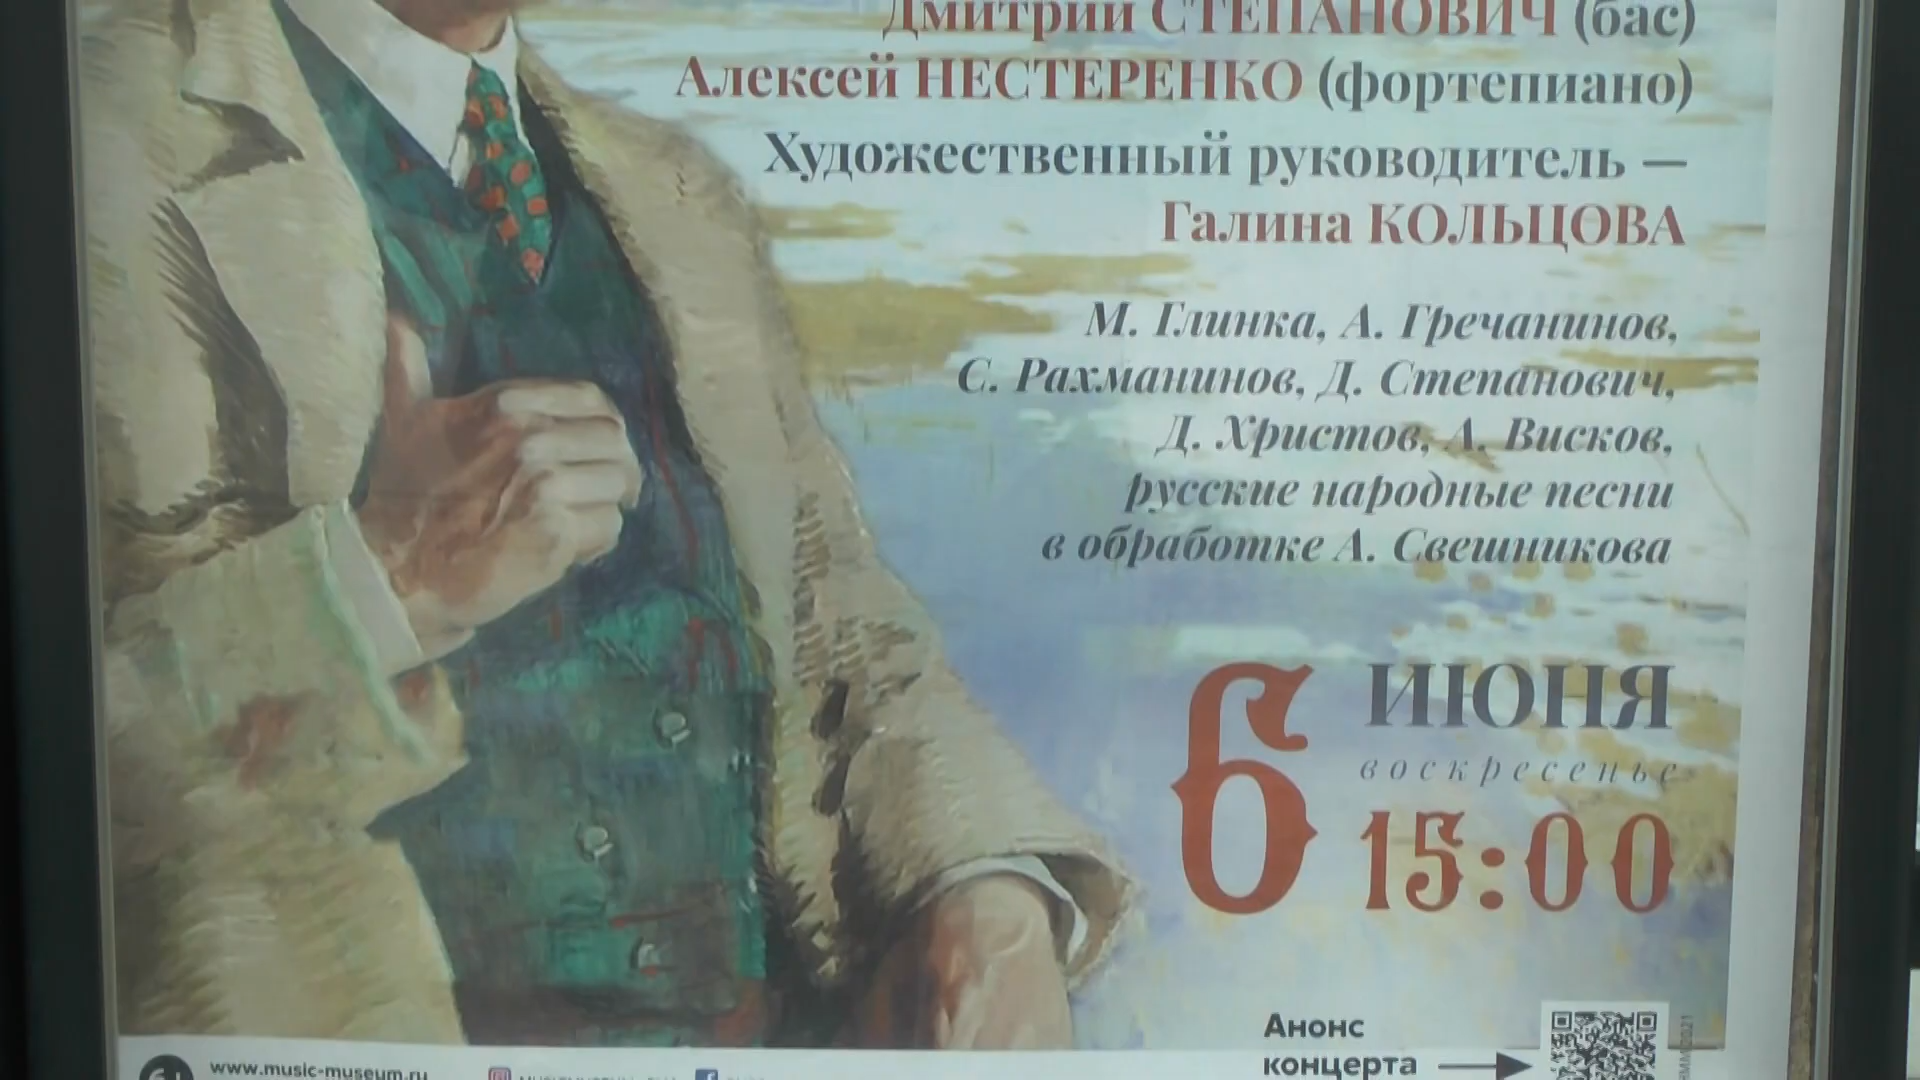 Дмитрий СТЕПАНОВИЧ (бас)
Алексей НЕСТЕРЕНКО (фортепиано)
Художественный руководитель —
Галина КОЛЬЦОВА
М. Глинка, А. Гречанинов,
С. Рахманинов, Д. Степанович,
Д. Христов, А. Висков,
русские народные песни
в обработке А. Свешникова
6 ИЮНЯ
воскресенье
15:00
Анонс
концерта
www.music-museum.ru